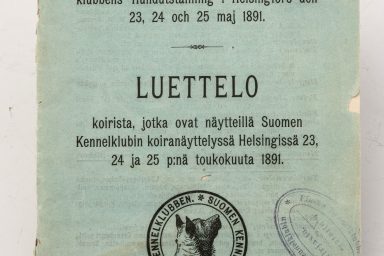 klubbens Hundutställning i Helsingfors den
23, 24 och 25 maj 1891.
LUETTELO
koirista, jotka ovat näytteillä Suomen
Kennelklubin koiranäyttelyssä Helsingissä 23,
24 ja 25 p:nä toukokuuta 1891.
KENNELKLUBBEN. * SUOMEN KENN